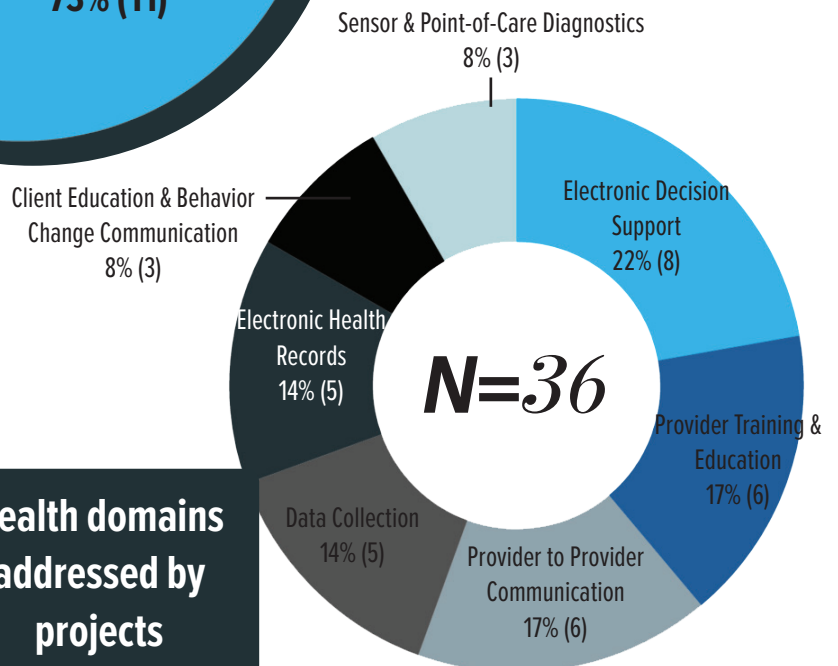 73% (11)
Sensor & Point-of-Care Diagnostics
8% (3)
Client Education & Behavior
Change Communication
8% (3)
Electronic Decision
Support
22% (8)
Electronic Health
Records
14% (5)
N=36
Provider Training &
Education
17% (6)
Data Collection
14% (5)
Provider to Provider
Communication
17% (6)
ealth domains
addressed by
projects